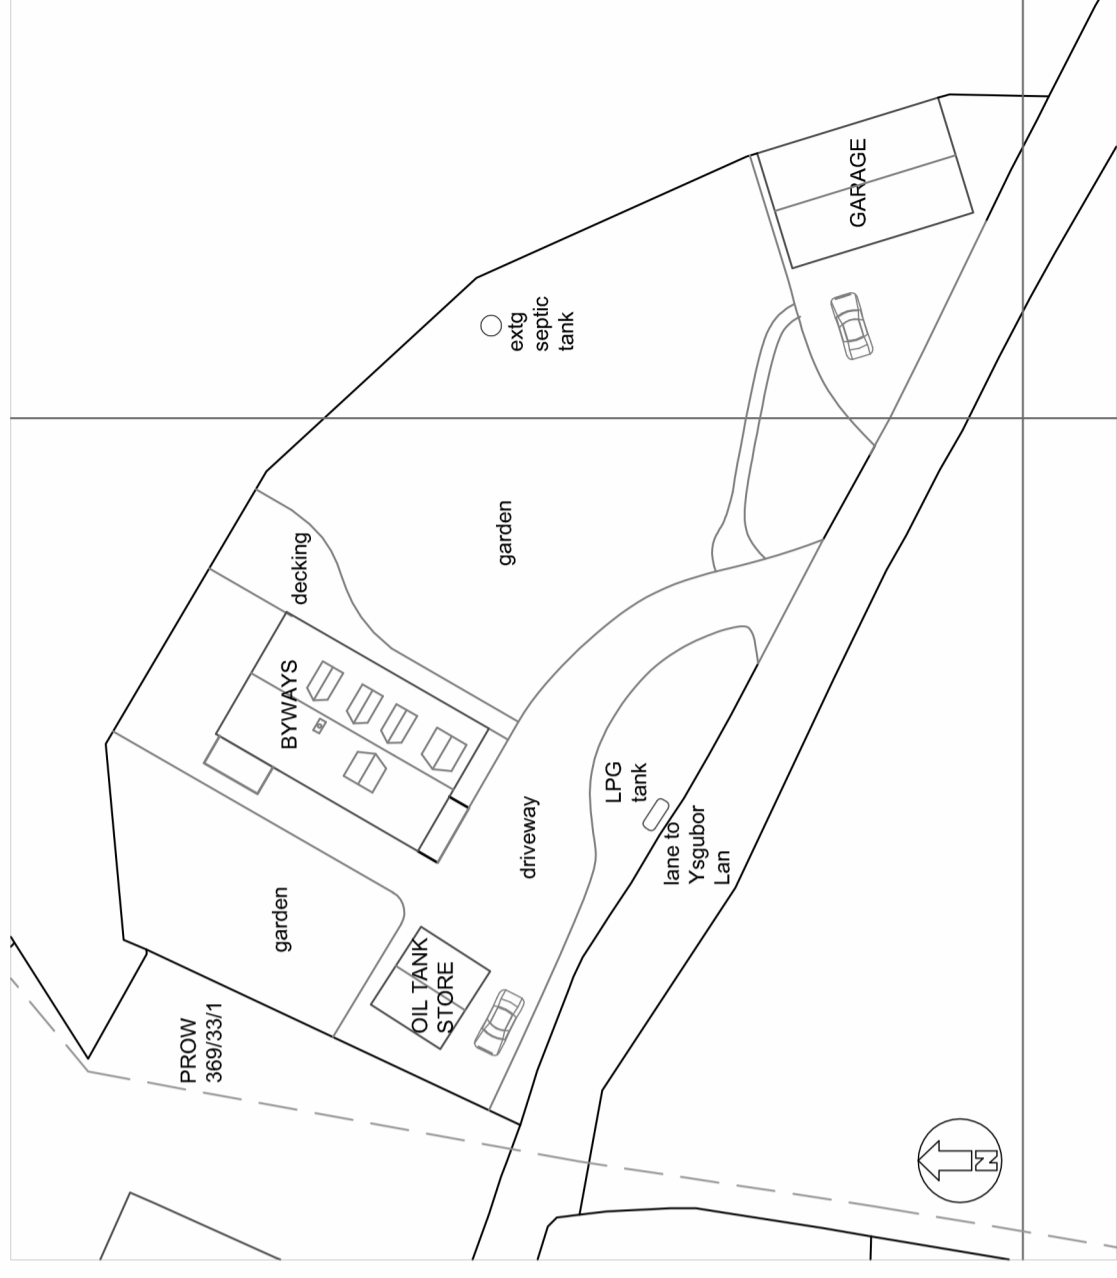 GARAGE
extg
septic
tank
decking
garden
BYWAYS
LPG
tank
lane to
Ysgubor
Lan
driveway
garden
OIL TANK
STORE
PROW
369/33/1
N